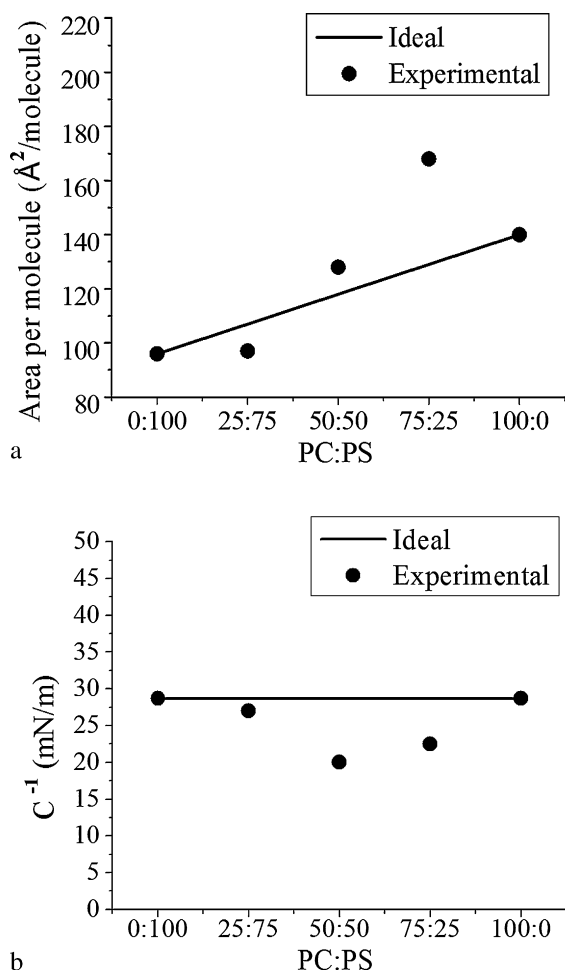 Area per molecule (Å²/molecule)
220
200
180
160
140
120
100
80
Ideal
Experimental
0:100 25:75 50:50 75:25 100:0
PC:PS
a
C⁻¹ (mN/m)
50
45
40
35
30
25
20
15
10
5
0
Ideal
Experimental
0:100 25:75 50:50 75:25 100:0
PC:PS
b